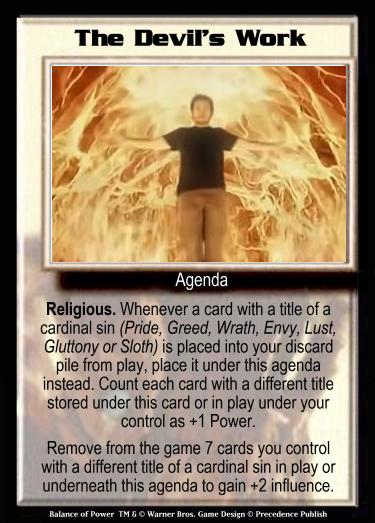 The Devil's Work
Agenda
Religious. Whenever a card with a title of a
cardinal sin (Pride, Greed, Wrath, Envy, Lust,
Gluttony or Sloth) is placed into your discard
pile from play, place it under this agenda
instead. Count each card with a different title
stored under this card or in play under your
control as +1 Power.
Remove from the game 7 cards you control
with a different title of a cardinal sin in play or
underneath this agenda to gain +2 influence.
Balance of Power TM & © Warner Bros. Game Design © Precedence Publish